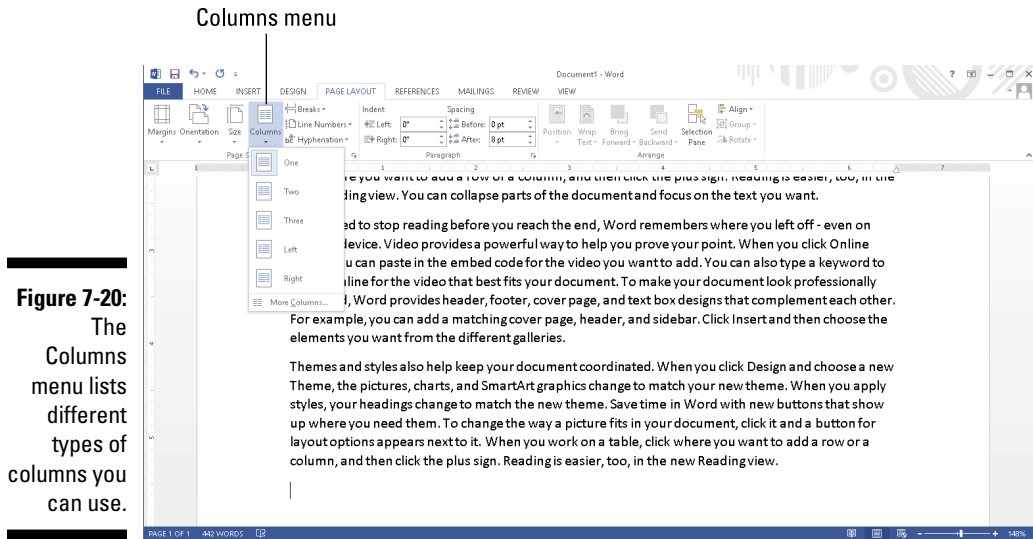 Columns menu
Document1 - Word
FILE HOME INSERT DESIGN PAGE LAYOUT REFERENCES MAILINGS REVIEW VIEW
Margins Orientation Size Columns
Breaks
Line Numbers
Hyphenation
Page S
Indent
Left: 0"
Right: 0"
Spacing
Before: 0 pt
After: 8 pt
Paragraph
Position Wrap Text Bring Forward Send Backward Selection Pane
Align
Group
Rotate
Arrange
1 1 2 3 4 5 6 7
One
Two
Three
Left
Right
More Columns...
e you want to add a row or a column, and then click the plus sign. Reading is easier, too, in the
ding view. You can collapse parts of the document and focus on the text you want.
ed to stop reading before you reach the end, Word remembers where you left off - even on
device. Video provides a powerful way to help you prove your point. When you click Online
u can paste in the embed code for the video you want to add. You can also type a keyword to
line for the video that best fits your document. To make your document look professionally
, Word provides header, footer, cover page, and text box designs that complement each other.
For example, you can add a matching cover page, header, and sidebar. Click Insert and then choose the
elements you want from the different galleries.
Themes and styles also help keep your document coordinated. When you click Design and choose a new
Theme, the pictures, charts, and SmartArt graphics change to match your new theme. When you apply
styles, your headings change to match the new theme. Save time in Word with new buttons that show
up where you need them. To change the way a picture fits in your document, click it and a button for
layout options appears next to it. When you work on a table, click where you want to add a row or a
column, and then click the plus sign. Reading is easier, too, in the new Reading view.
3
4
5
PAGE 1 OF 1 442 WORDS
148%
Figure 7-20:
The
Columns
menu lists
different
types of
columns you
can use.